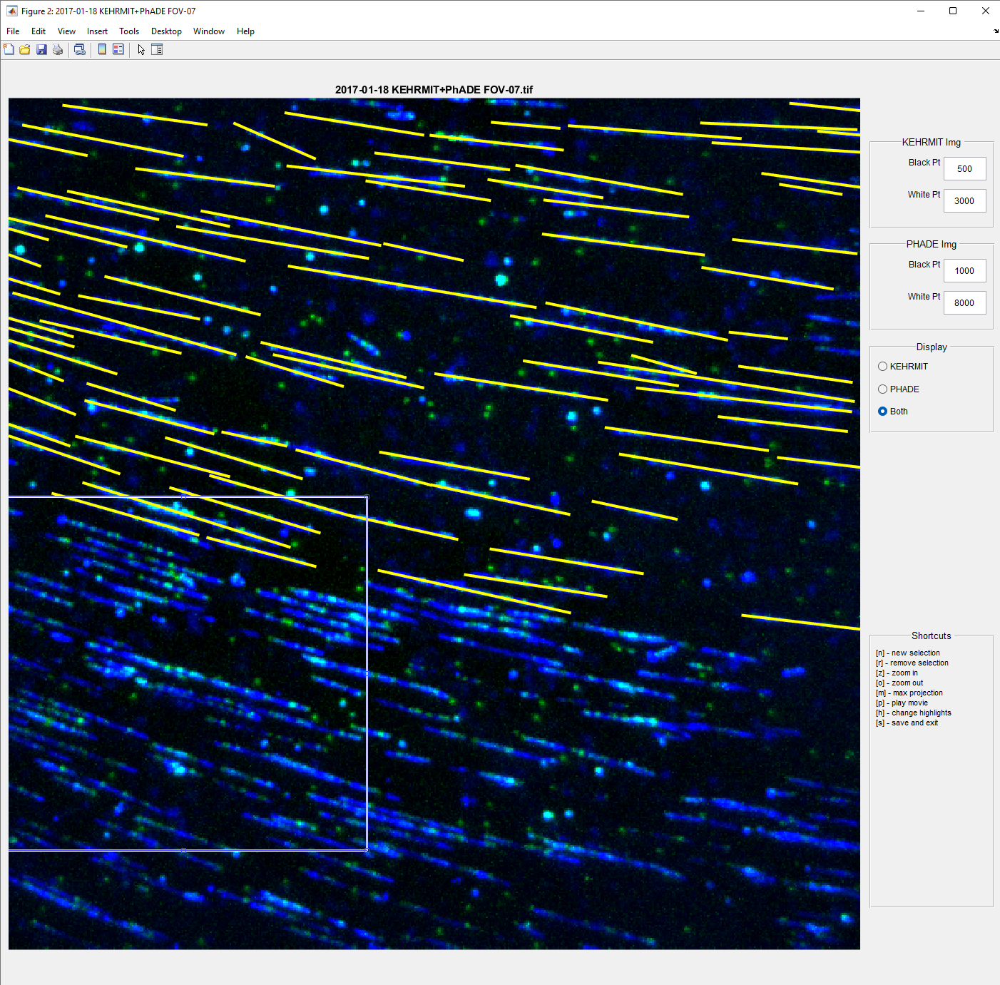 Figure 2: 2017-01-18 KEHRMIT+PhADE FOV-07
File Edit View Insert Tools Desktop Window Help
2017-01-18 KEHRMIT+PhADE FOV-07.tif
KEHRMIT Img
Black Pt 500
White Pt 3000
PHADE Img
Black Pt 1000
White Pt 8000
Display
KEHRMIT
PHADE
Both
Shortcuts
[n] - new selection
[r] - remove selection
[z] - zoom in
[o] - zoom out
[m] - max projection
[p] - play movie
[h] - change highlights
[s] - save and exit